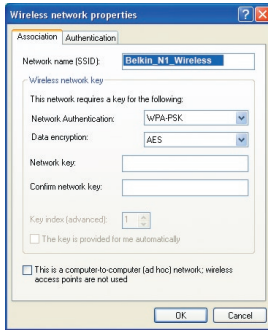 Wireless network properties
Association Authentication
Network name (SSID): Belkin_N1_Wireless
Wireless network key
This network requires a key for the following:
Network Authentication: WPA-PSK
Data encryption: AES
Network key:
Confirm network key:
Key index (advanced): 1
The key is provided for me automatically
This is a computer-to-computer (ad hoc) network; wireless
access points are not used
OK Cancel